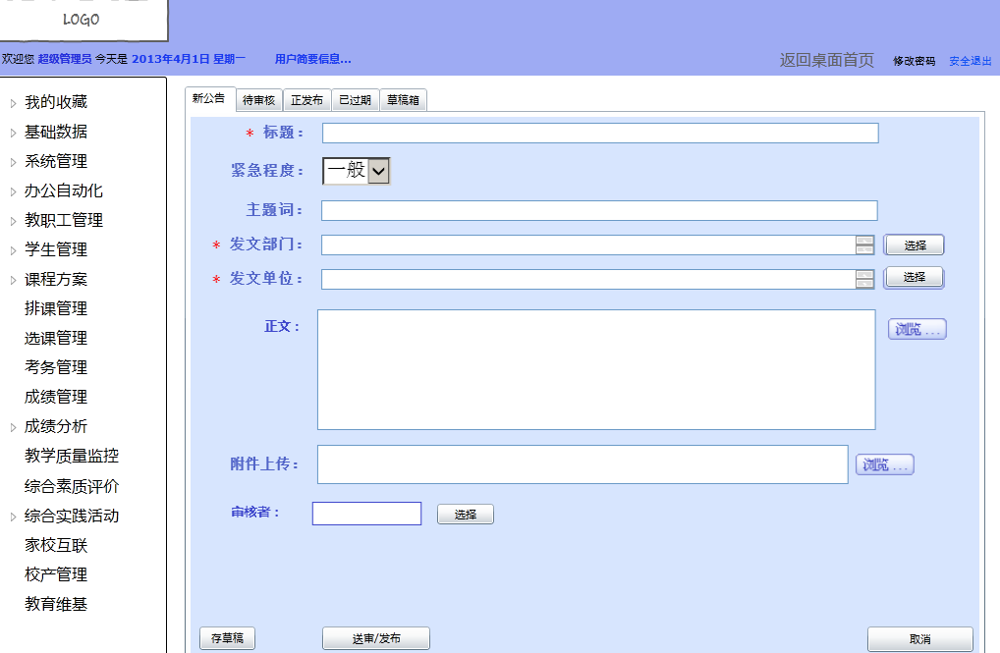 LOGO
欢迎您 超级管理员 今天是 2013年4月1日 星期一 用户简要信息... 返回桌面首页 修改密码 安全退出
我的收藏
基础数据
系统管理
办公自动化
教职工管理
学生管理
课程方案
排课管理
选课管理
考务管理
成绩管理
成绩分析
教学质量监控
综合素质评价
综合实践活动
家校互联
校产管理
教育维基
新公告 待审核 正发布 已过期 草稿箱
* 标题：
紧急程度： 一般
主题词：
* 发文部门： 选择
* 发文单位： 选择
正文： 浏览 ...
附件上传： 浏览 ...
审核者： 选择
存草稿 送审/发布 取消